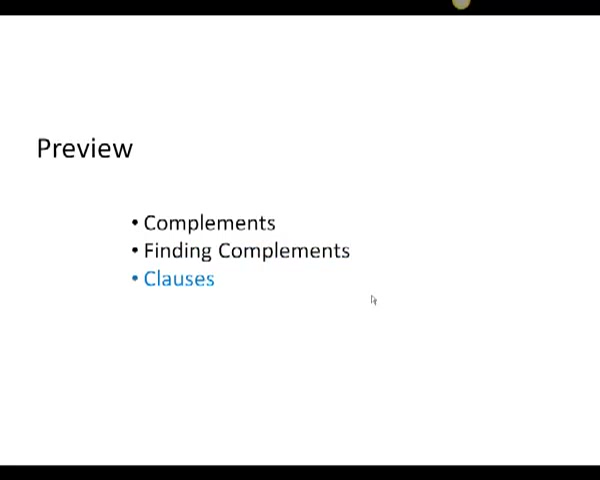 Preview
• Complements
• Finding Complements
• Clauses